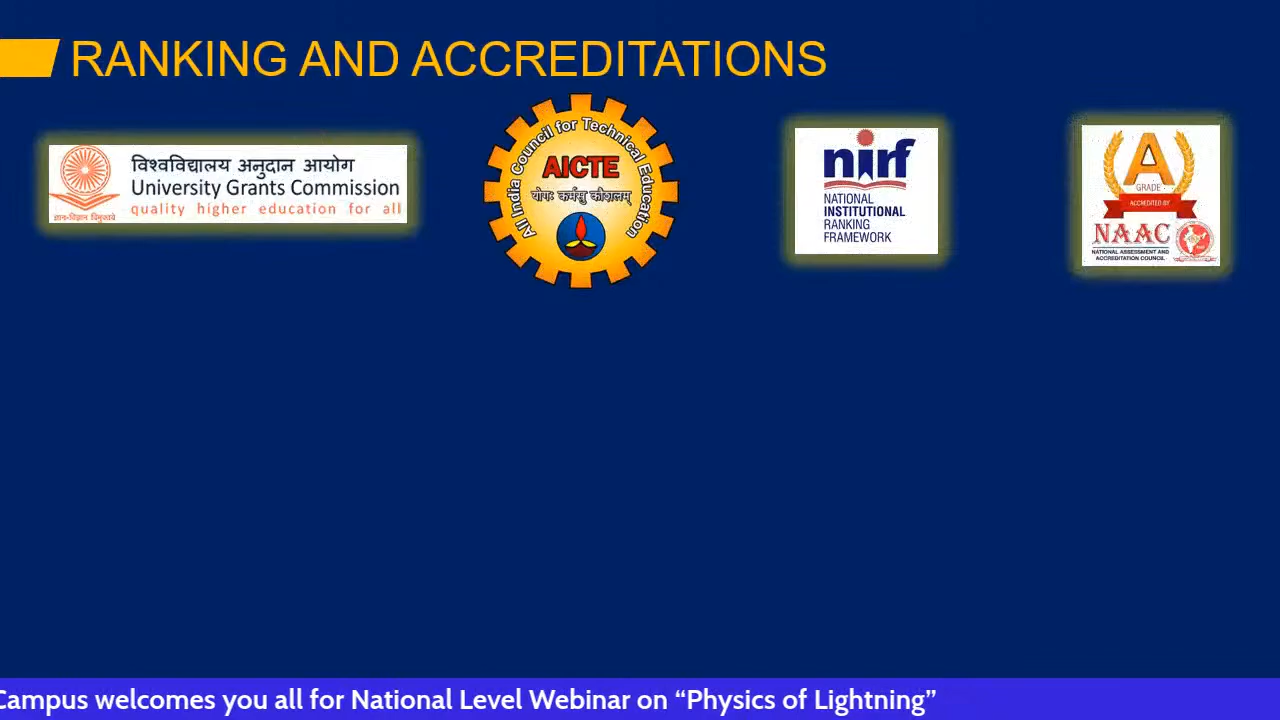 RANKING AND ACCREDITATIONS
विश्वविद्यालय अनुदान आयोग
University Grants Commission
quality higher education for all
ज्ञान-विज्ञान विमुक्तये
All India Council for Technical Education
AICTE
योगः कर्मसु कौशलम्
nirf
NATIONAL
INSTITUTIONAL
RANKING
FRAMEWORK
A
GRADE
ACCREDITED BY
NAAC
NATIONAL ASSESSMENT AND
ACCREDITATION COUNCIL
Campus welcomes you all for National Level Webinar on “Physics of Lightning”